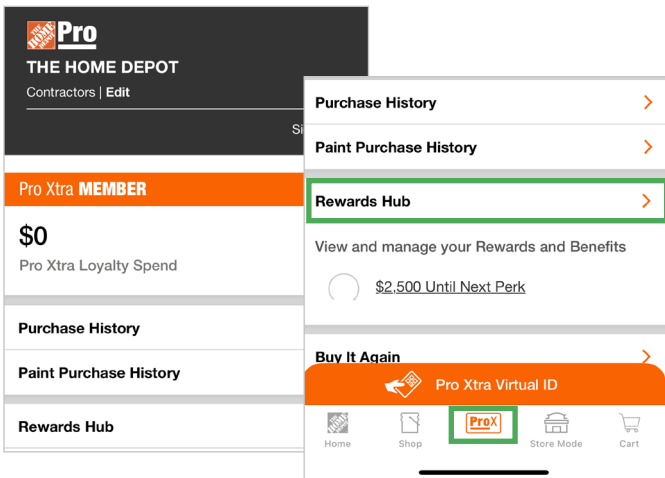 THE HOME DEPOT
Pro
THE HOME DEPOT
Contractors | Edit
Si
Pro Xtra MEMBER
$0
Pro Xtra Loyalty Spend
Purchase History
Paint Purchase History
Rewards Hub
Purchase History
Paint Purchase History
Rewards Hub
View and manage your Rewards and Benefits
$2,500 Until Next Perk
Buy It Again
Pro Xtra Virtual ID
ProX
Home
Shop
Store Mode
Cart